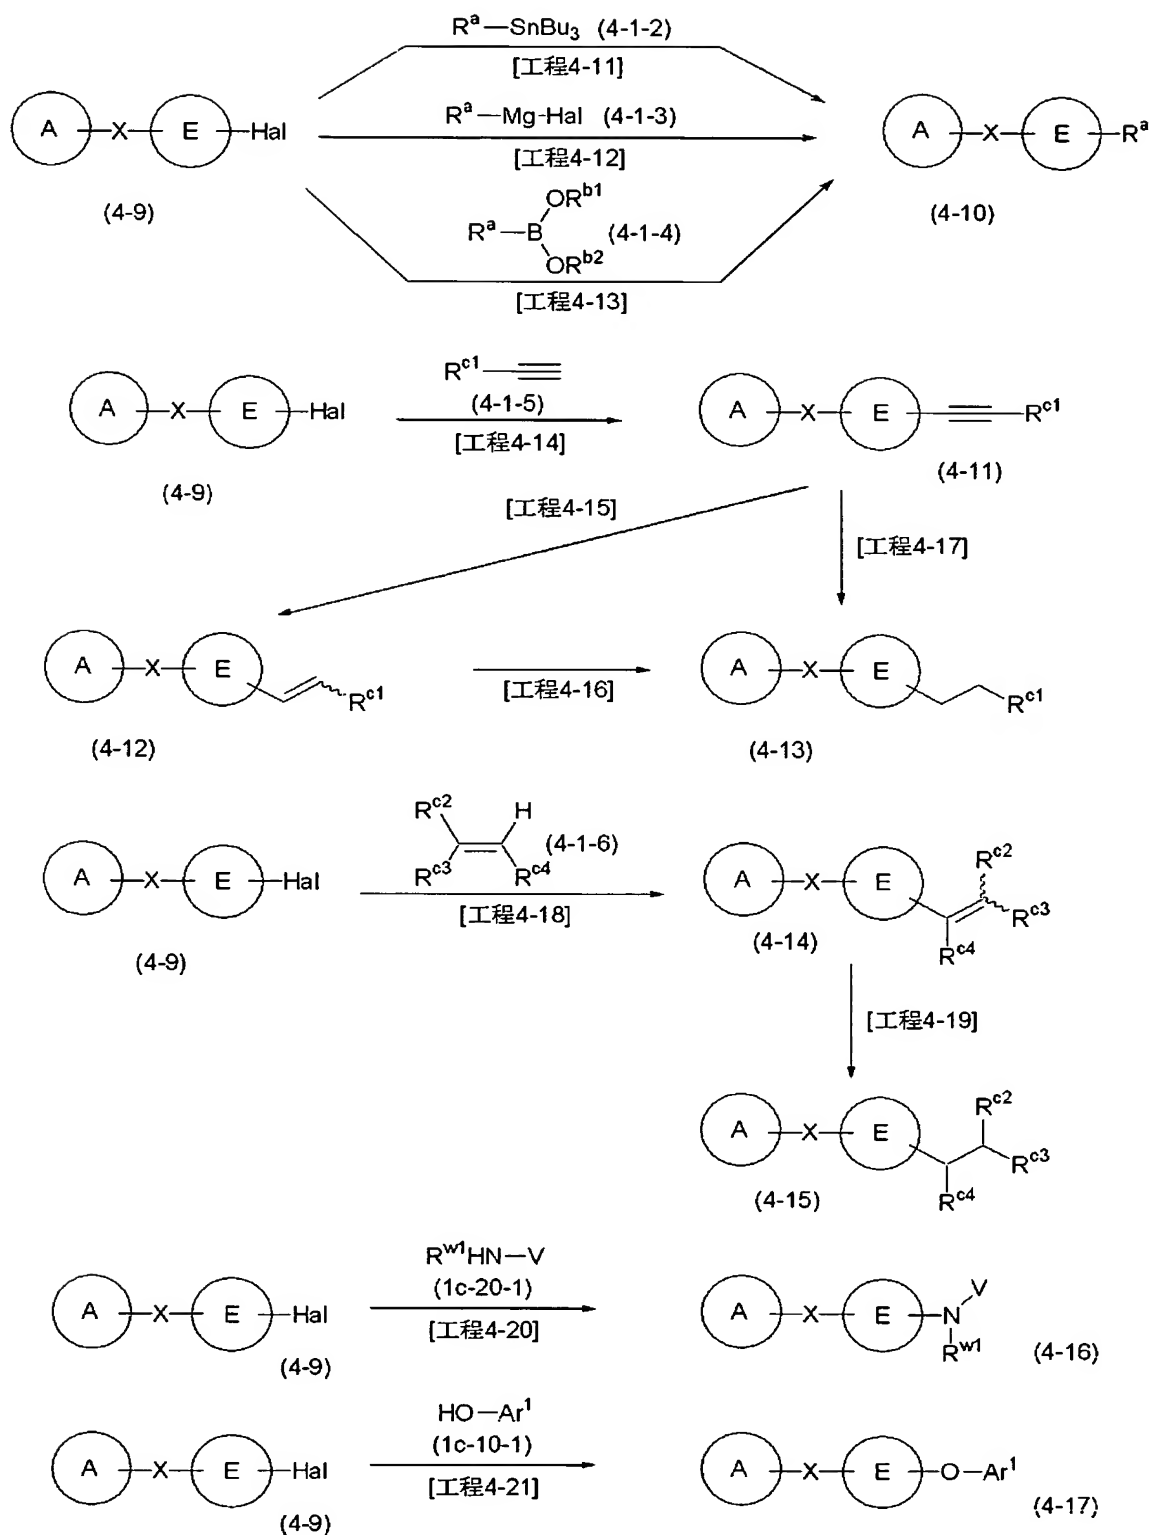 Rᵃ—SnBu₃ (4-1-2)
[工程4-11]
A—X—E—Hal
Rᵃ—Mg-Hal (4-1-3)
[工程4-12]
A—X—E—Rᵃ
(4-9)
(4-10)
ORᵇ¹
Rᵃ—B (4-1-4)
ORᵇ²
[工程4-13]
A—X—E—Hal
(4-9)
Rᶜ¹—≡
(4-1-5)
[工程4-14]
A—X—E—≡—Rᶜ¹
(4-11)
[工程4-15]
[工程4-17]
A—X—E Rᶜ¹
(4-12)
[工程4-16]
A—X—E Rᶜ¹
(4-13)
A—X—E—Hal
(4-9)
Rᶜ² H
(4-1-6)
Rᶜ³ Rᶜ⁴
[工程4-18]
A—X—E Rᶜ² Rᶜ³ Rᶜ⁴
(4-14)
[工程4-19]
A—X—E Rᶜ² Rᶜ³ Rᶜ⁴
(4-15)
A—X—E—Hal
(4-9)
Rʷ¹HN—V
(1c-20-1)
[工程4-20]
A—X—E—N V Rʷ¹
(4-16)
A—X—E—Hal
(4-9)
HO—Ar¹
(1c-10-1)
[工程4-21]
A—X—E—O—Ar¹
(4-17)